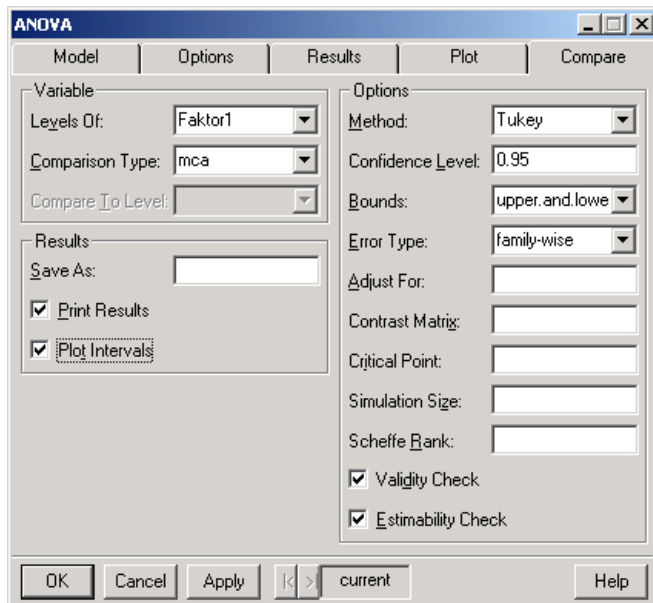 ANOVA
Model Options Results Plot Compare
Variable
Levels Of: Faktor1
Comparison Type: mca
Compare To Level:
Results
Save As:
Print Results
Plot Intervals
Options
Method: Tukey
Confidence Level: 0.95
Bounds: upper.and.lowe
Error Type: family-wise
Adjust For:
Contrast Matrix:
Critical Point:
Simulation Size:
Scheffe Rank:
Validity Check
Estimability Check
OK Cancel Apply current Help